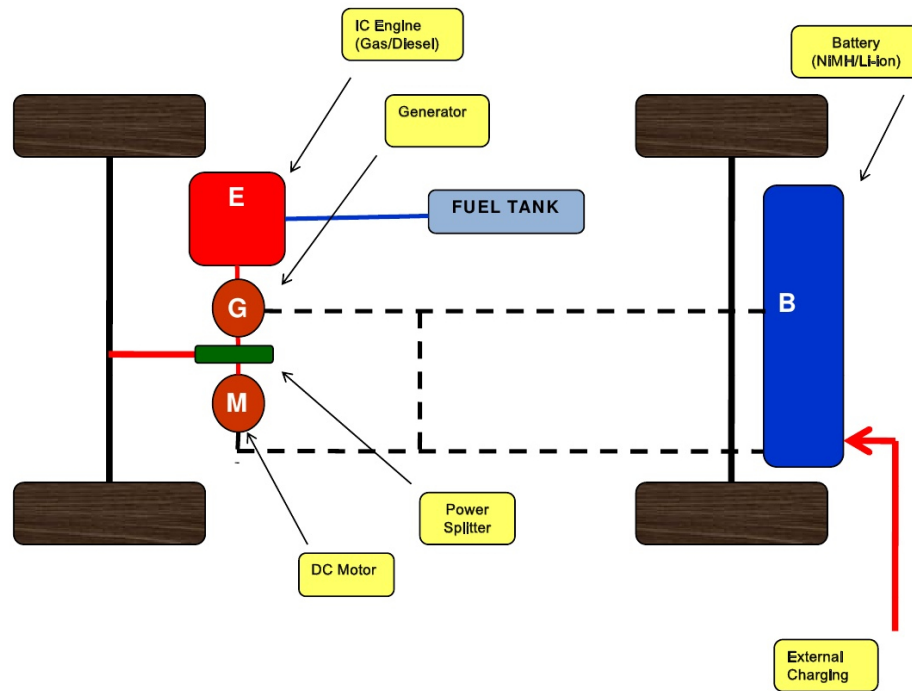 IC Engine
(Gas/Diesel)
Battery
(NiMH/Li-ion)
Generator
E
FUEL TANK
G
B
M
Power
Splitter
DC Motor
External
Charging